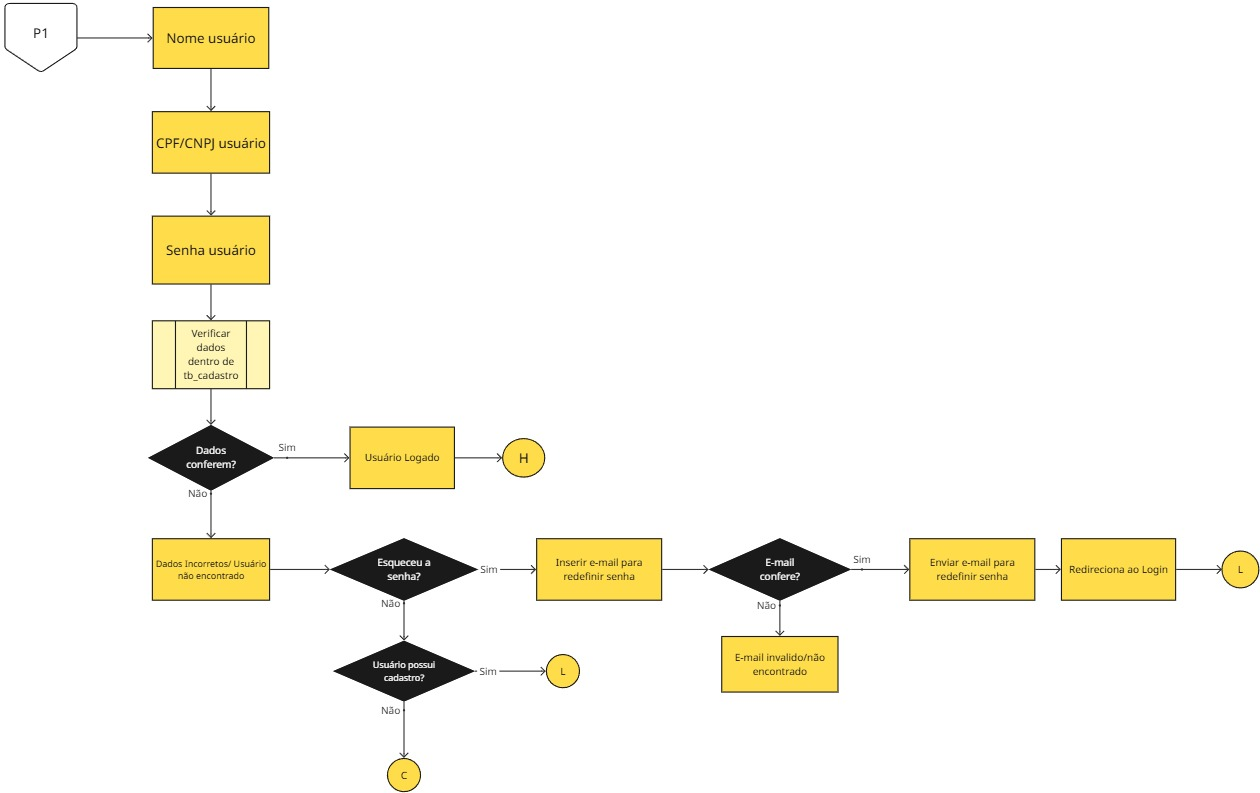 P1
Nome usuário
CPF/CNPJ usuário
Senha usuário
Verificar
dados
dentro de
tb_cadastro
Dados
conferem?
Sim
Usuário Logado
H
Não
Dados Incorretos/ Usuário
não encontrado
Esqueceu a
senha?
Sim
Inserir e-mail para
redefinir senha
E-mail
confere?
Sim
Enviar e-mail para
redefinir senha
Redireciona ao Login
L
Não
Não
E-mail invalido/não
encontrado
Usuário possui
cadastro?
Sim
L
Não
C